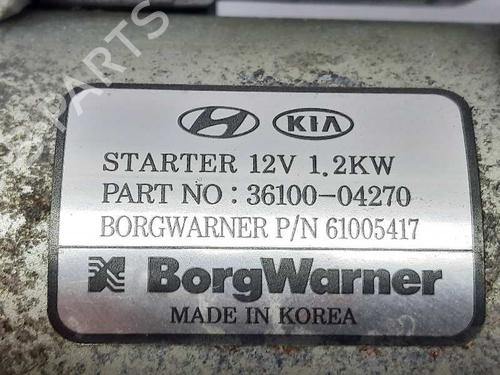 PARTS
KIA
STARTER 12V 1.2KW
PART NO : 36100-04270
BORGWARNER P/N 61005417
BorgWarner
MADE IN KOREA